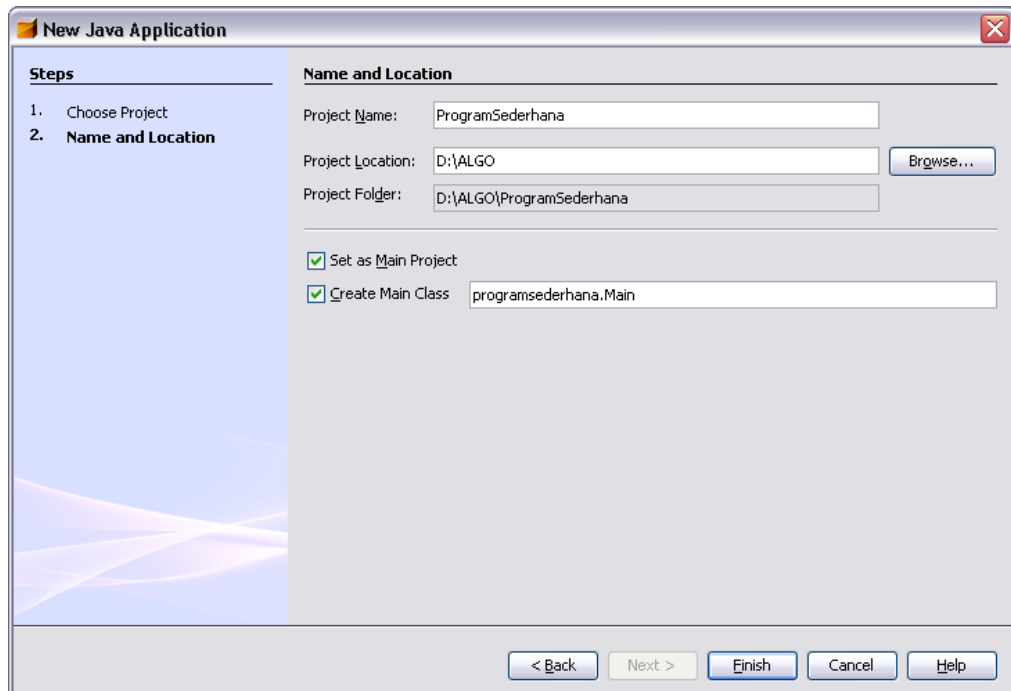 New Java Application
Steps
1. Choose Project
2. Name and Location
Name and Location
Project Name: ProgramSederhana
Project Location: D:\ALGO Browse...
Project Folder: D:\ALGO\ProgramSederhana
Set as Main Project
Create Main Class programsederhana.Main
< Back Next > Finish Cancel Help